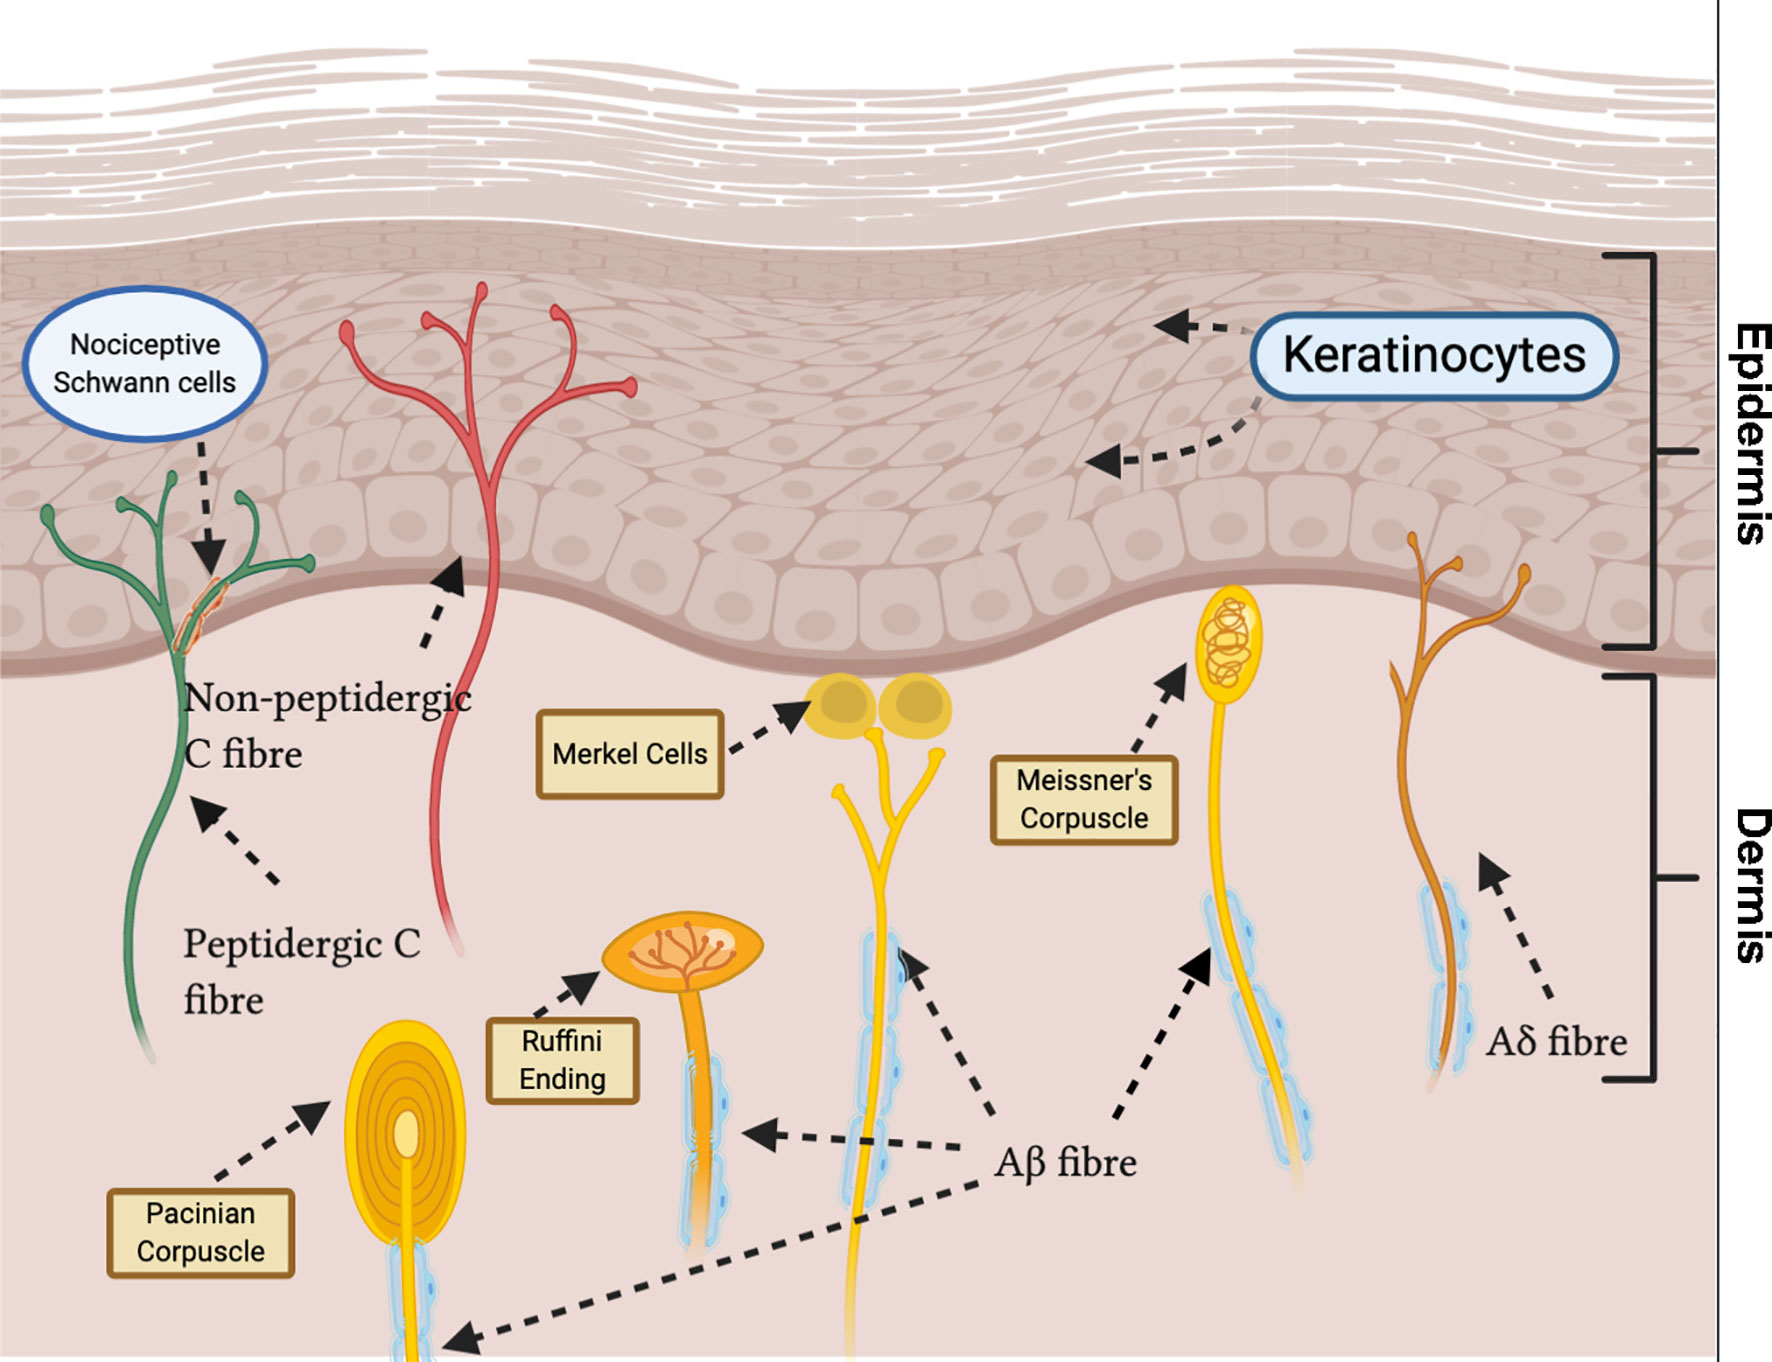 Nociceptive
Schwann cells
Keratinocytes
Epidermis
Non-peptidergic
C fibre
Merkel Cells
Meissner's
Corpuscle
Dermis
Peptidergic C
fibre
Ruffini
Ending
Aδ fibre
Aβ fibre
Pacinian
Corpuscle